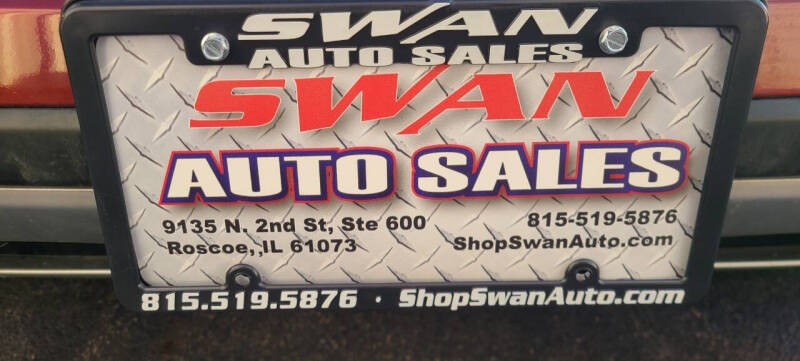 SWAN
AUTO SALES
SWAN
AUTO SALES
9135 N. 2nd St, Ste 600
Roscoe,,IL 61073
815-519-5876
ShopSwanAuto.com
815.519.5876 · ShopSwanAuto.com